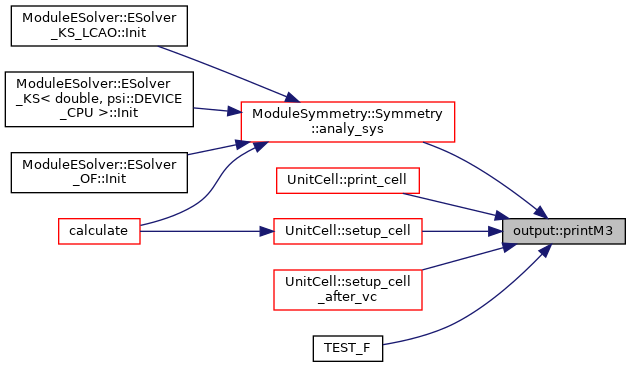 ModuleESolver::ESolver
_KS_LCAO::Init
ModuleESolver::ESolver
_KS< double, psi::DEVICE
_CPU >::Init
ModuleSymmetry::Symmetry
::analy_sys
ModuleESolver::ESolver
_OF::Init
UnitCell::print_cell
calculate
UnitCell::setup_cell
output::printM3
UnitCell::setup_cell
_after_vc
TEST_F